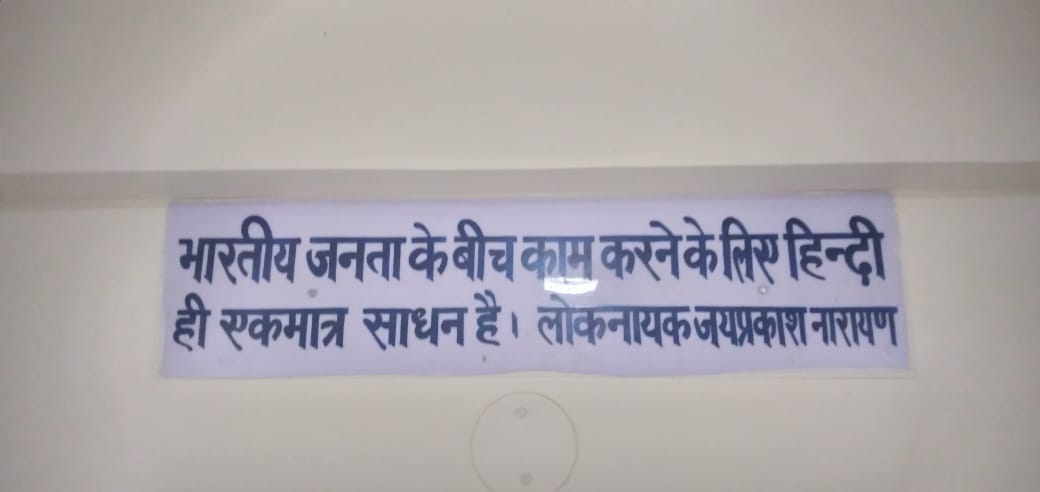 भारतीय जनता के बीच काम करने के लिए हिन्दी
ही एकमात्र साधन है। लोकनायक जयप्रकाश नारायण